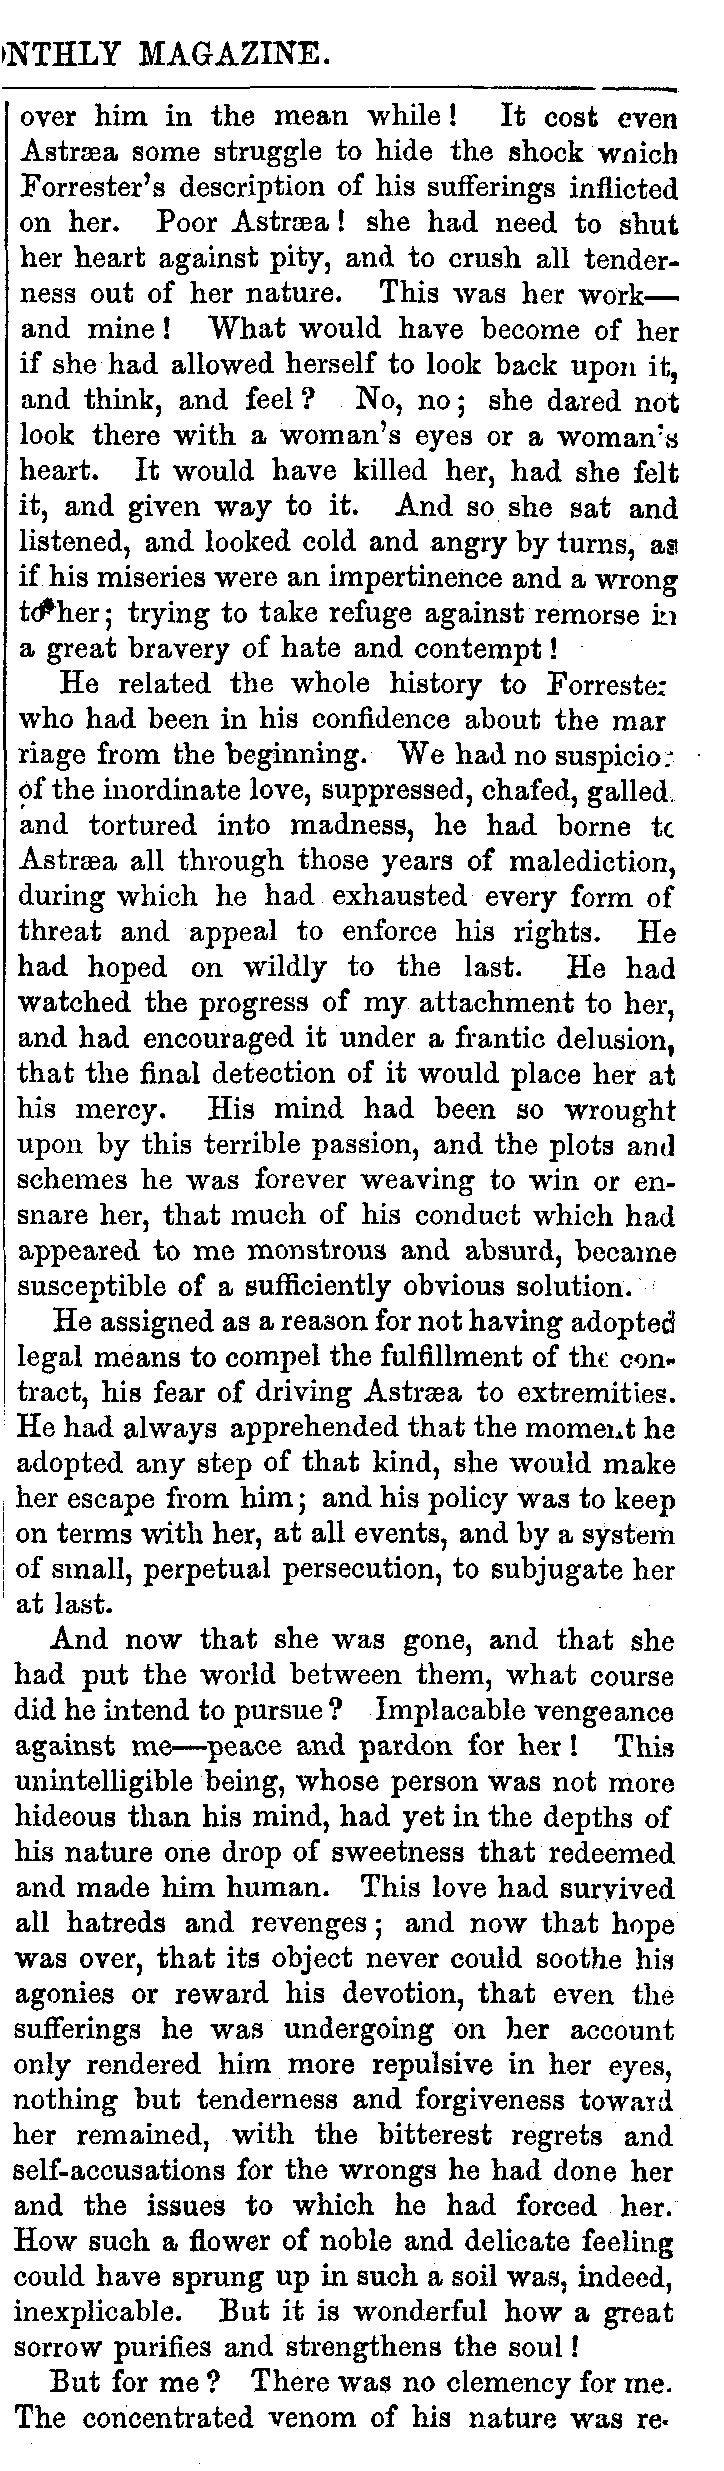 ONTHLY MAGAZINE.
over him in the mean while! It cost even
Astræa some struggle to hide the shock which
Forrester's description of his sufferings inflicted
on her. Poor Astræa! she had need to shut
her heart against pity, and to crush all tender-
ness out of her nature. This was her work—
and mine! What would have become of her
if she had allowed herself to look back upon it,
and think, and feel? No, no; she dared not
look there with a woman's eyes or a woman's
heart. It would have killed her, had she felt
it, and given way to it. And so she sat and
listened, and looked cold and angry by turns, as
if his miseries were an impertinence and a wrong
to her; trying to take refuge against remorse in
a great bravery of hate and contempt!
He related the whole history to Forrester
who had been in his confidence about the mar
riage from the beginning. We had no suspicion
of the inordinate love, suppressed, chafed, galled,
and tortured into madness, he had borne to
Astræa all through those years of malediction,
during which he had exhausted every form of
threat and appeal to enforce his rights. He
had hoped on wildly to the last. He had
watched the progress of my attachment to her,
and had encouraged it under a frantic delusion,
that the final detection of it would place her at
his mercy. His mind had been so wrought
upon by this terrible passion, and the plots and
schemes he was forever weaving to win or en-
snare her, that much of his conduct which had
appeared to me monstrous and absurd, became
susceptible of a sufficiently obvious solution.
He assigned as a reason for not having adopted
legal means to compel the fulfillment of the con-
tract, his fear of driving Astræa to extremities.
He had always apprehended that the moment he
adopted any step of that kind, she would make
her escape from him; and his policy was to keep
on terms with her, at all events, and by a system
of small, perpetual persecution, to subjugate her
at last.
And now that she was gone, and that she
had put the world between them, what course
did he intend to pursue? Implacable vengeance
against me—peace and pardon for her! This
unintelligible being, whose person was not more
hideous than his mind, had yet in the depths of
his nature one drop of sweetness that redeemed
and made him human. This love had survived
all hatreds and revenges; and now that hope
was over, that its object never could soothe his
agonies or reward his devotion, that even the
sufferings he was undergoing on her account
only rendered him more repulsive in her eyes,
nothing but tenderness and forgiveness toward
her remained, with the bitterest regrets and
self-accusations for the wrongs he had done her
and the issues to which he had forced her.
How such a flower of noble and delicate feeling
could have sprung up in such a soil was, indeed,
inexplicable. But it is wonderful how a great
sorrow purifies and strengthens the soul!
But for me? There was no clemency for me.
The concentrated venom of his nature was re-